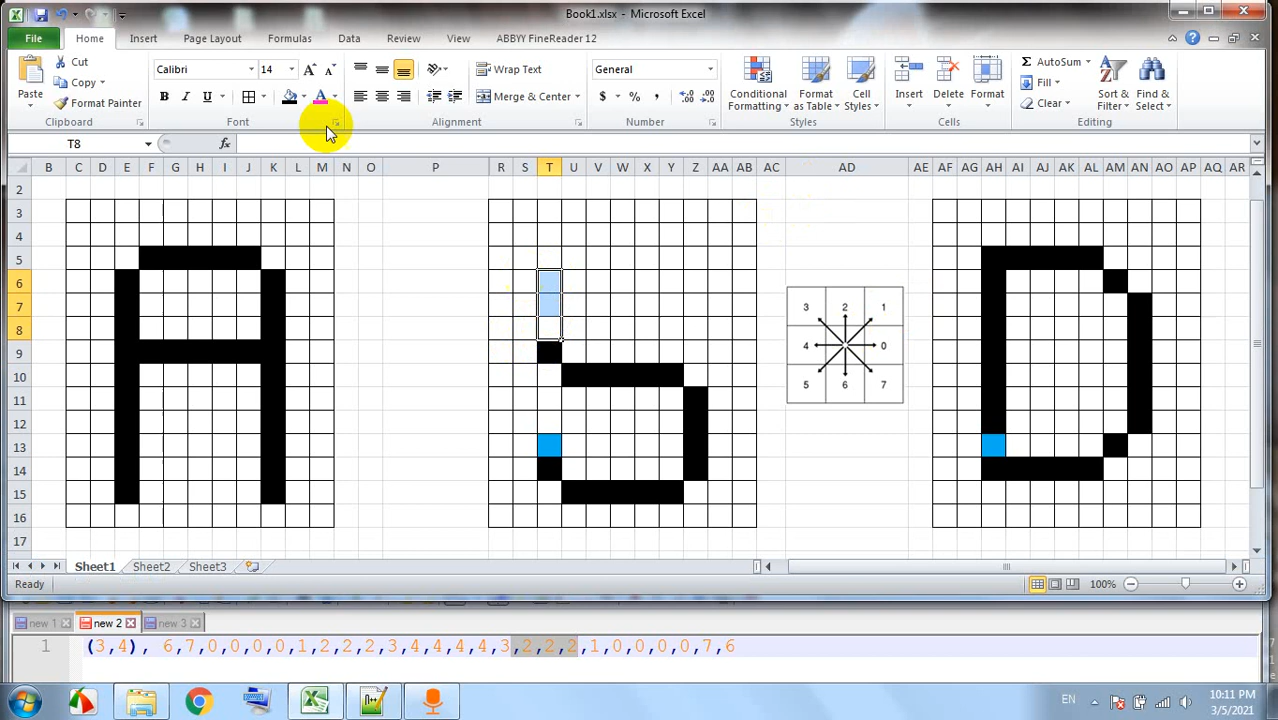 Book1.xlsx - Microsoft Excel
File Home Insert Page Layout Formulas Data Review View ABBYY FineReader 12
Paste Cut Copy Format Painter Clipboard
Calibri 14 B I U A Font
Wrap Text Merge & Center Alignment
General $ % , Number
Conditional Formatting Format as Table Cell Styles Styles
Insert Delete Format Cells
Σ AutoSum Fill Clear Sort & Filter Find & Select Editing
T8 fx
B C D E F G H I J K L M N O P R S T U V W X Y Z AA AB AC AD AE AF AG AH AI AJ AK AL AM AN AO AP AQ AR
2
3
4
5
6
7
8
9
10
11
12
13
14
15
16
17
3 2 1
4 0
5 6 7
Sheet1 Sheet2 Sheet3
Ready 100%
new 1 new 2 new 3
1 (3,4), 6,7,0,0,0,0,1,2,2,2,3,4,4,4,4,3,2,2,2,1,0,0,0,0,7,6
EN 10:11 PM
3/5/2021